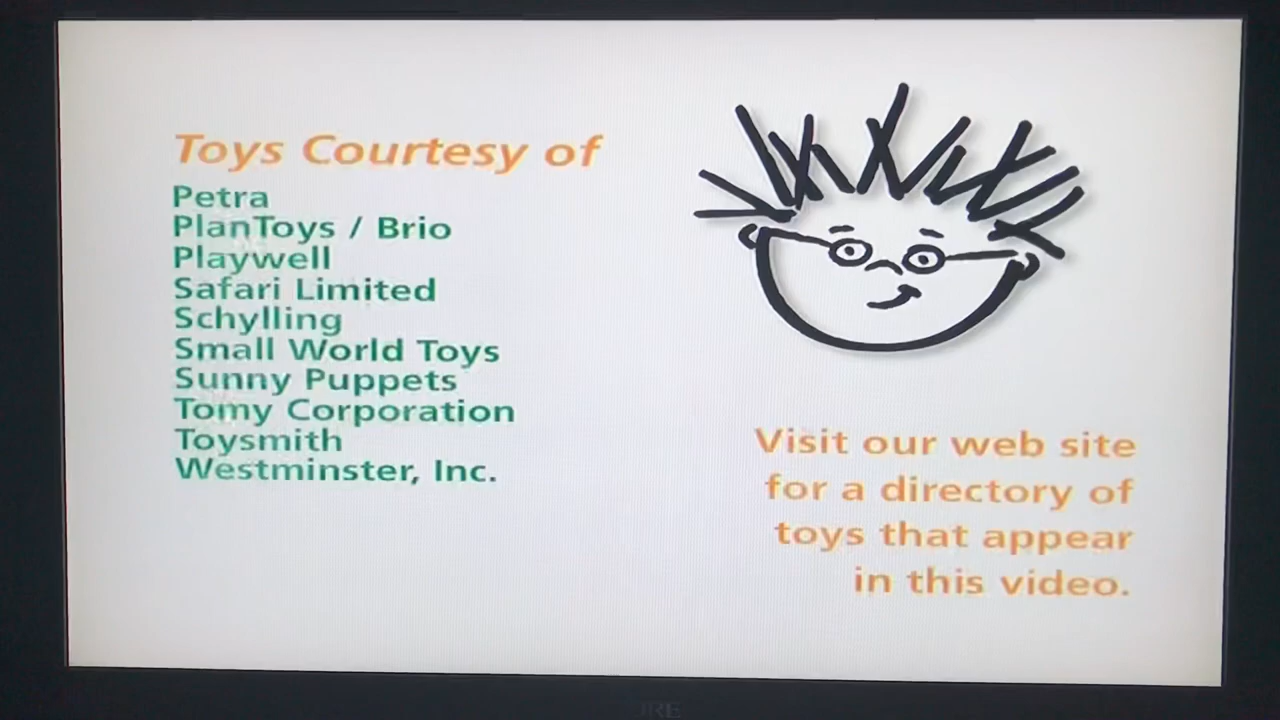 Toys Courtesy of
Petra
PlanToys / Brio
Playwell
Safari Limited
Schylling
Small World Toys
Sunny Puppets
Tomy Corporation
Toysmith
Westminster, Inc.
Visit our web site
for a directory of
toys that appear
in this video.